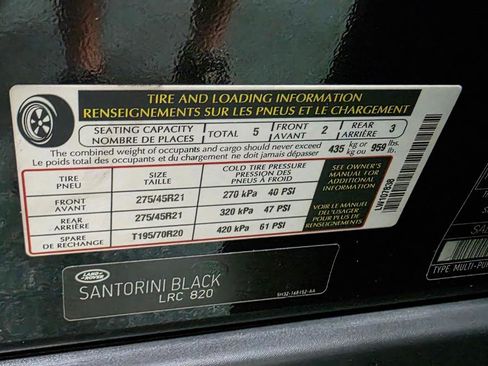 TIRE AND LOADING INFORMATION
RENSEIGNEMENTS SUR LES PNEUS ET LE CHARGEMENT
SEATING CAPACITY
NOMBRE DE PLACES
TOTAL 5
FRONT
AVANT 2
REAR
ARRIÈRE 3
The combined weight of occupants and cargo should never exceed 435 kg or 959 lbs.
Le poids total des occupants et du chargement ne doit jamais dépasser kg ou lb.
TIRE
PNEU
SIZE
TAILLE
COLD TIRE PRESSURE
PRESSION DES
PNEUS À FROID
FRONT
AVANT
275/45R21
270 kPa 40 PSI
REAR
ARRIÈRE
275/45R21
320 kPa 47 PSI
SPARE
DE RECHANGE
T195/70R20
420 kPa 61 PSI
SEE OWNER'S
MANUAL FOR
ADDITIONAL
INFORMATION
VOIR LE MANUEL
DE L'USAGER
POUR PLUS DE
RENSEIGNEMENTS
LAND
ROVER
SANTORINI BLACK
LRC 820
TYPE MULTI-PU